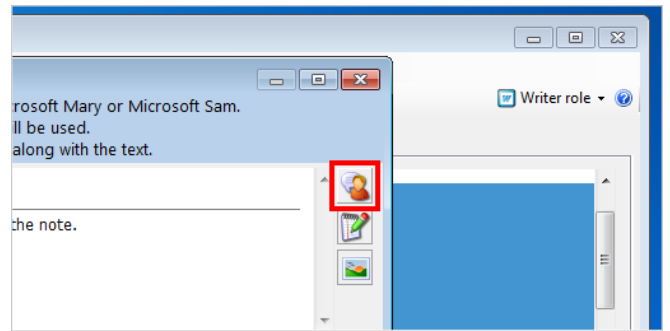 Writer role
rosoft Mary or Microsoft Sam.
ll be used.
along with the text.
the note.